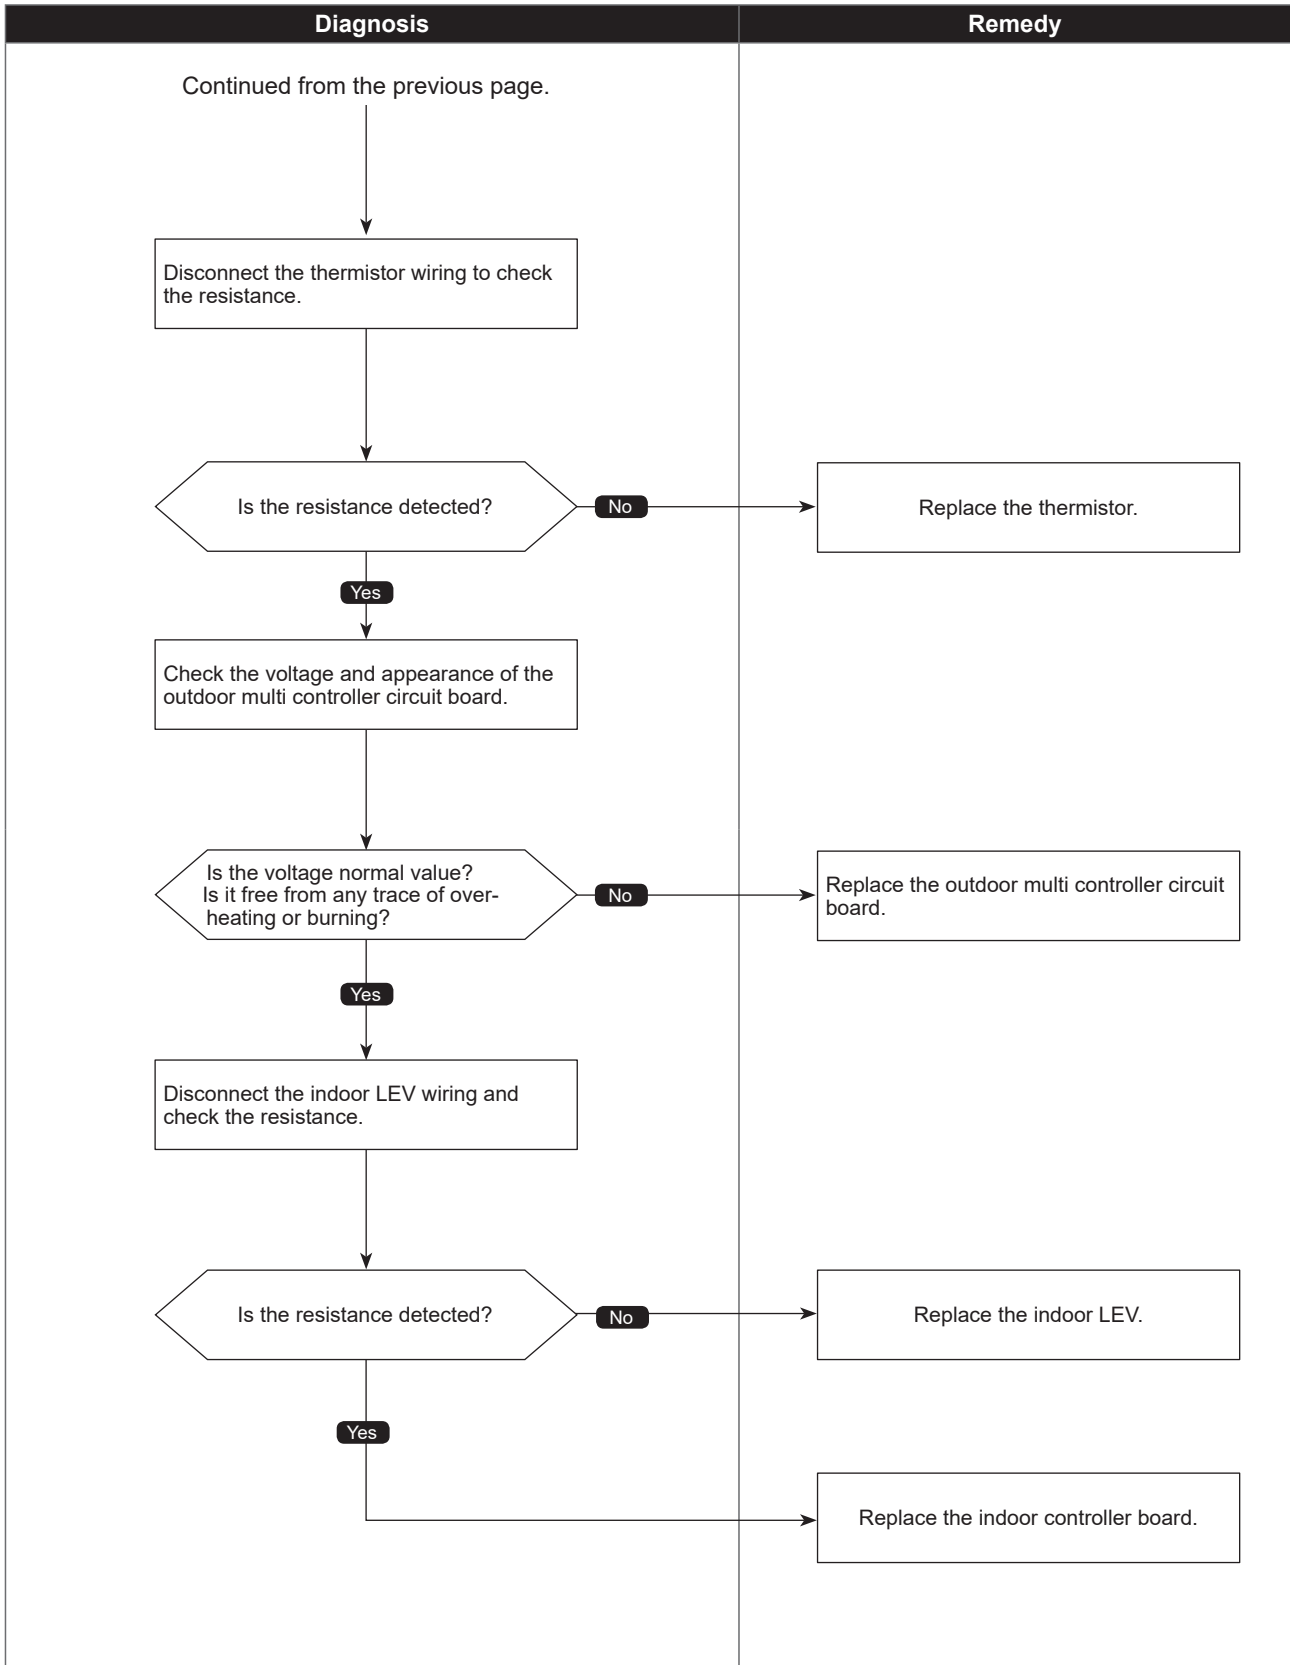 Diagnosis
Remedy
Continued from the previous page.
Disconnect the thermistor wiring to check
the resistance.
Is the resistance detected?
No
Replace the thermistor.
Yes
Check the voltage and appearance of the
outdoor multi controller circuit board.
Is the voltage normal value?
Is it free from any trace of over-
heating or burning?
No
Replace the outdoor multi controller circuit
board.
Yes
Disconnect the indoor LEV wiring and
check the resistance.
Is the resistance detected?
No
Replace the indoor LEV.
Yes
Replace the indoor controller board.